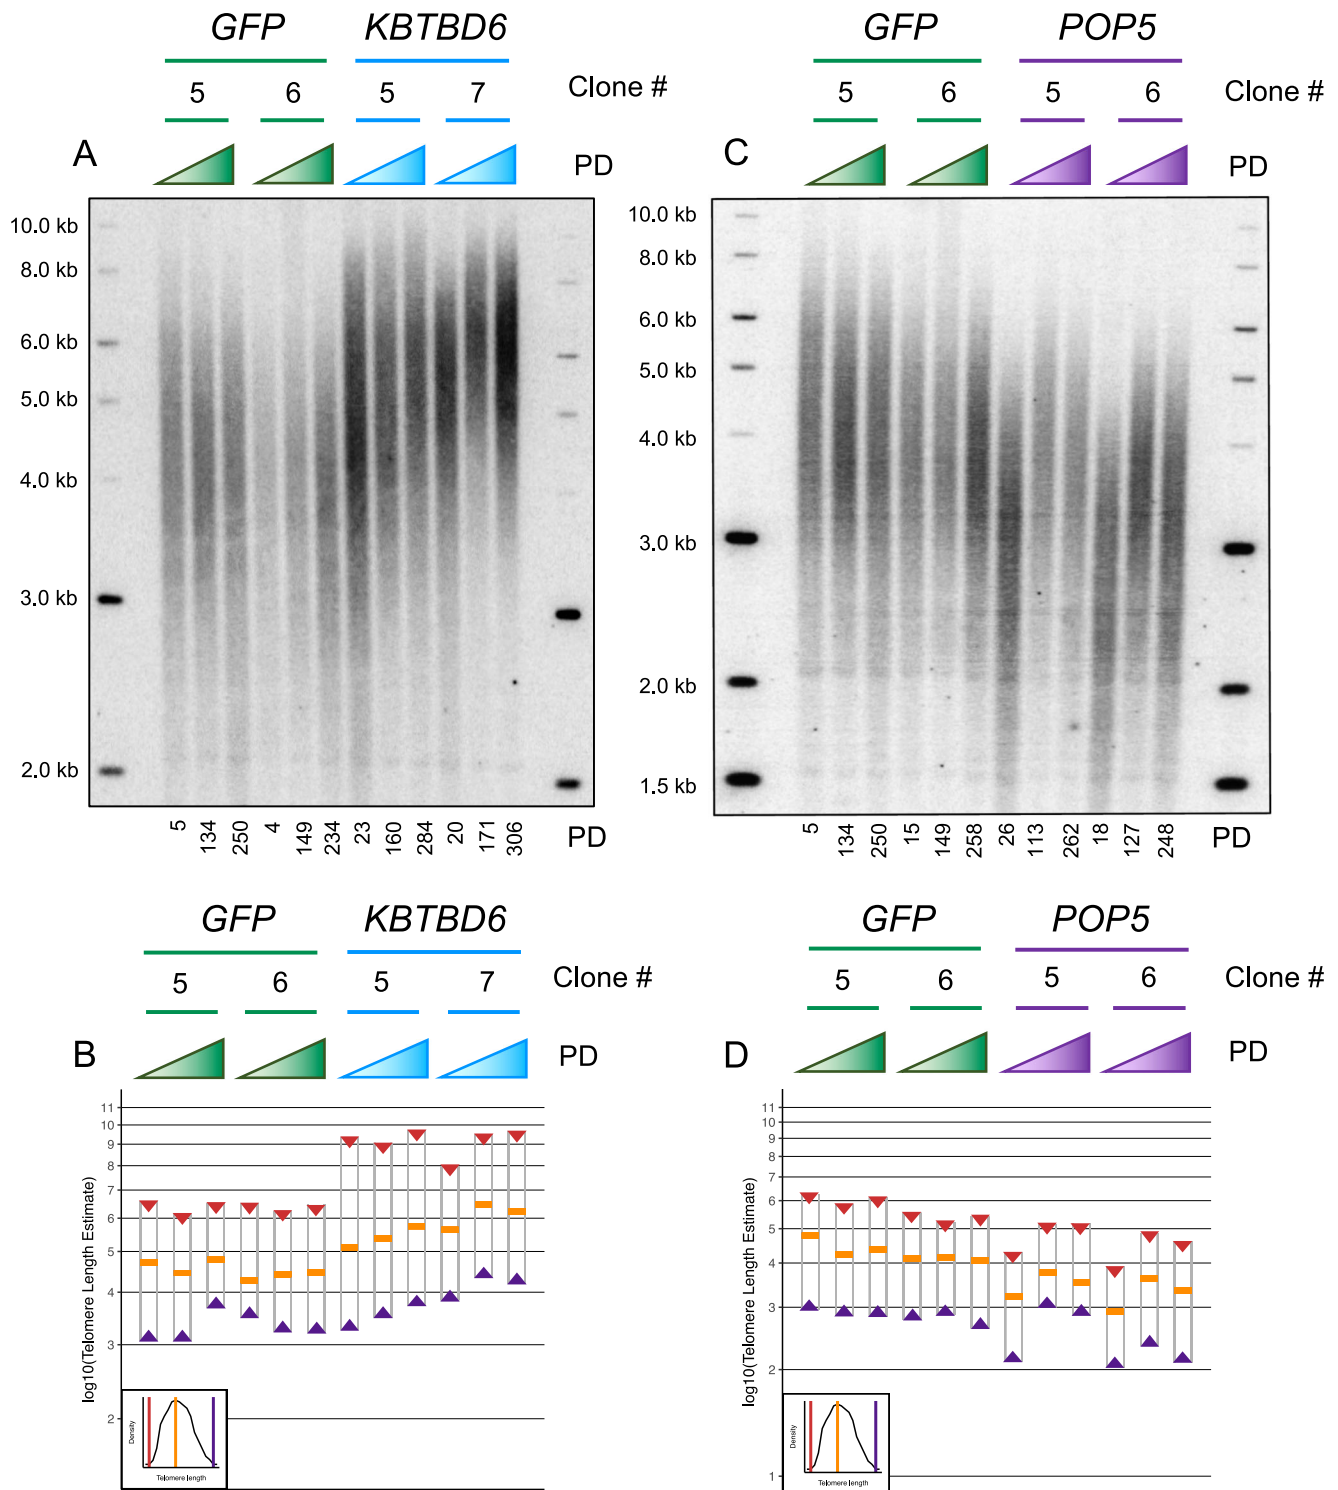 GFP KBTBD6
5 6 5 7 Clone #
A PD
10.0 kb
8.0 kb
6.0 kb
5.0 kb
4.0 kb
3.0 kb
2.0 kb
5 134 250 4 149 234 23 160 284 20 171 306 PD
GFP POP5
5 6 5 6 Clone #
C PD
10.0 kb
8.0 kb
6.0 kb
5.0 kb
4.0 kb
3.0 kb
2.0 kb
1.5 kb
5 134 250 15 149 258 26 113 262 18 127 248 PD
GFP KBTBD6
5 6 5 7 Clone #
B PD
log10(Telomere Length Estimate)
11
10
9
8
7
6
5
4
3
2
Density
Telomere length
GFP POP5
5 6 5 6 Clone #
D PD
log10(Telomere Length Estimate)
11
10
9
8
7
6
5
4
3
2
1
Density
Telomere length